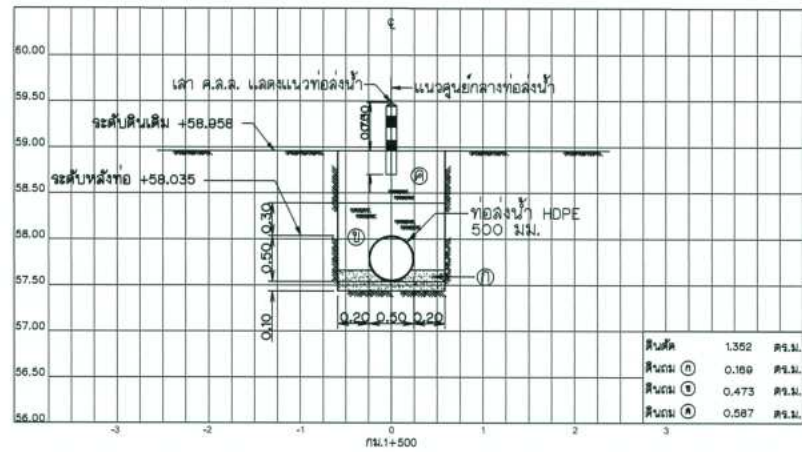 ℄
60.00
59.50
59.00
58.50
58.00
57.50
57.00
56.50
56.00
เสา ค.ส.ล. แสดงแนวท่อส่งน้ำ
แนวศูนย์กลางท่อส่งน้ำ
ระดับดินเดิม +58.958
ระดับหลังท่อ +58.035
ค
ข
ท่อส่งน้ำ HDPE
500 มม.
ก
0.30
0.50
0.10
0.20 0.50 0.20
ดินตัด 1.352 ตร.ม.
ดินถม ก 0.169 ตร.ม.
ดินถม ข 0.473 ตร.ม.
ดินถม ค 0.587 ตร.ม.
-3 -2 -1 0 1 2 3
กม.1+500